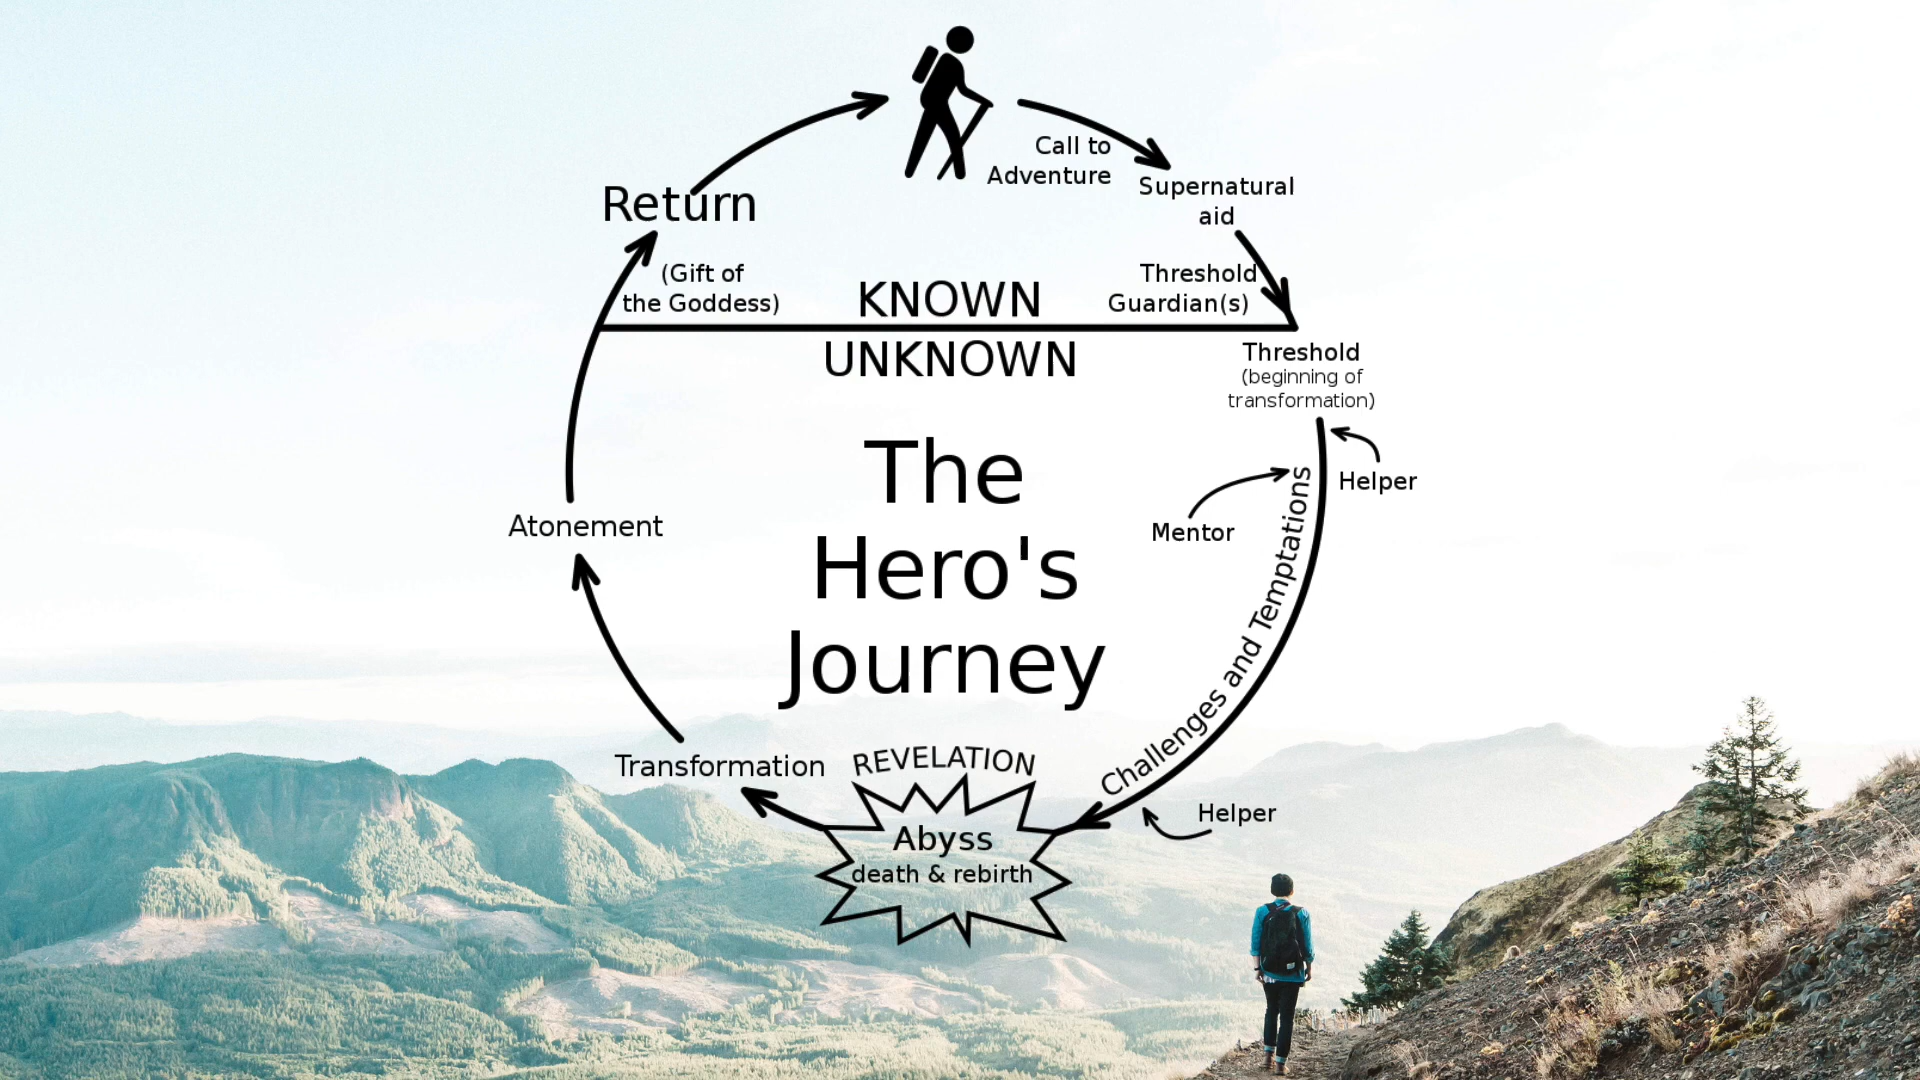 Call to
Adventure
Supernatural
aid
Return
(Gift of
the Goddess)
KNOWN
Threshold
Guardian(s)
UNKNOWN
Threshold
(beginning of
transformation)
Helper
Mentor
Challenges and Temptations
The
Hero's
Journey
Atonement
Transformation
REVELATION
Abyss
death & rebirth
Helper